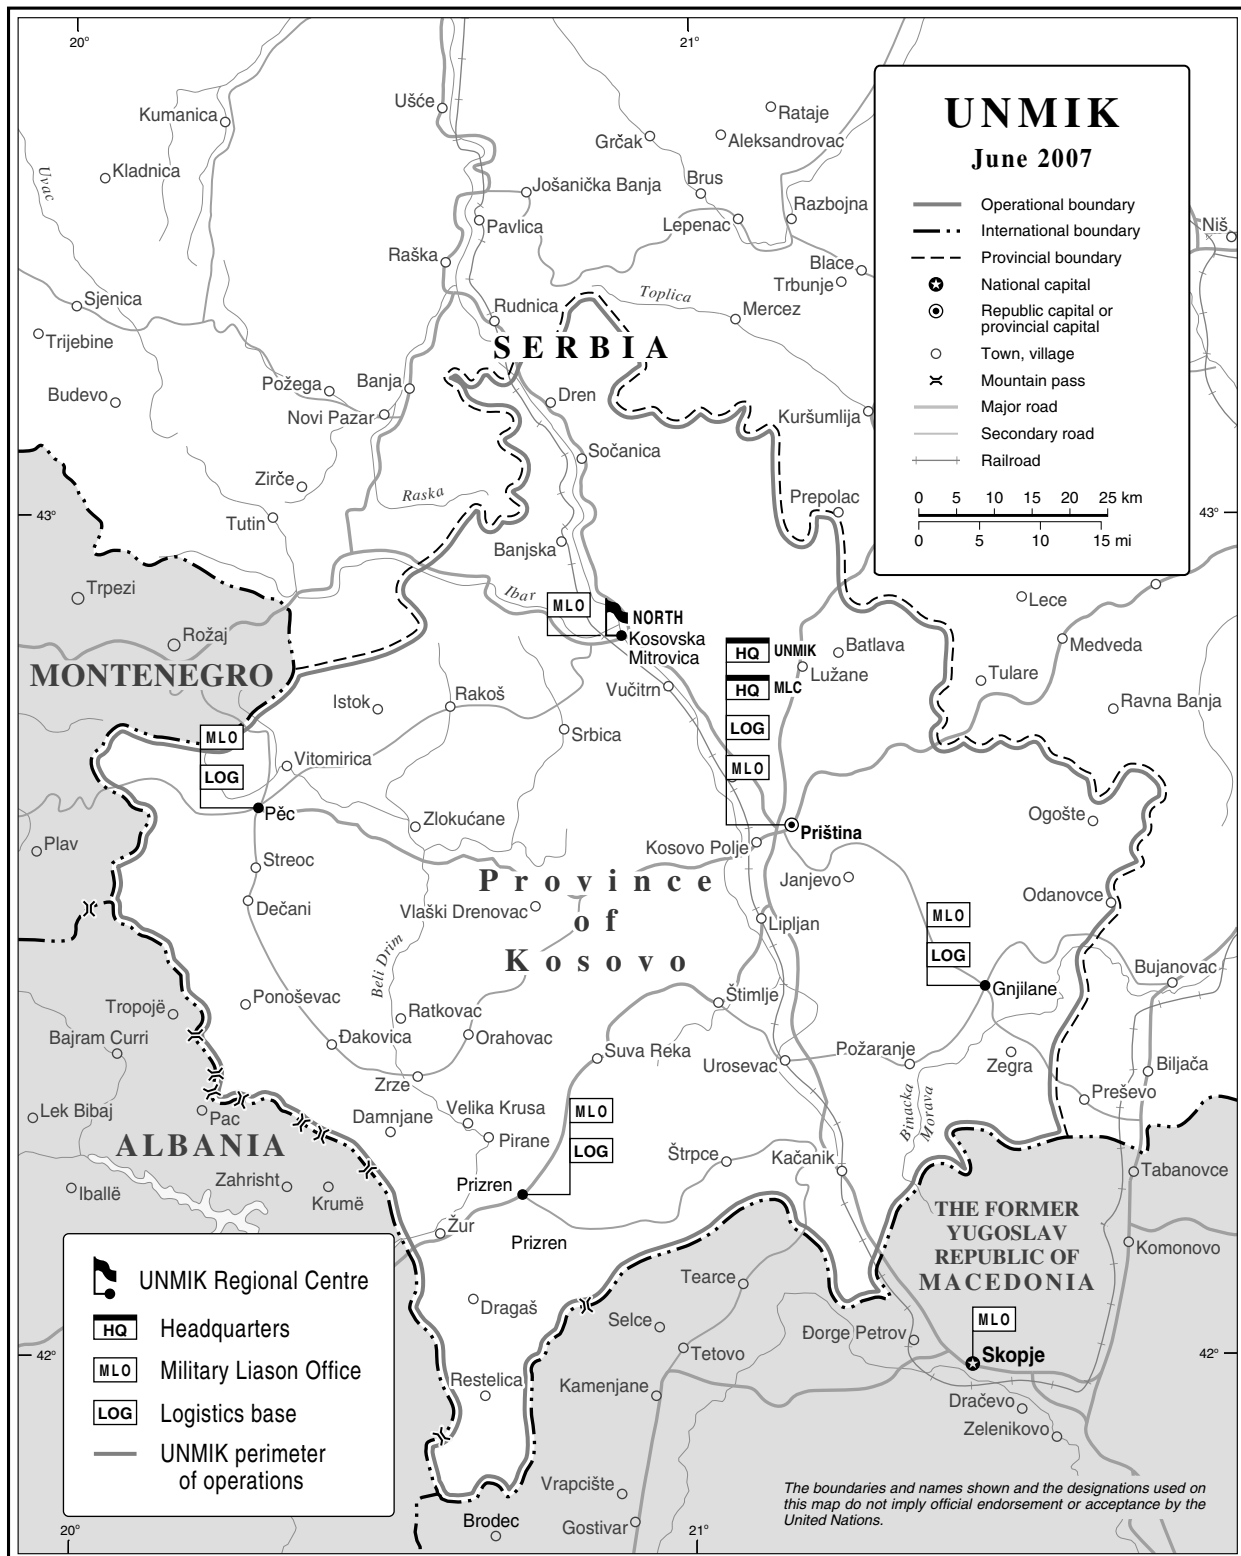 20°
21°
UNMIK
June 2007
Operational boundary
International boundary
Provincial boundary
National capital
Republic capital or
provincial capital
Town, village
Mountain pass
Major road
Secondary road
Railroad
0 5 10 15 20 25 km
0 5 10 15 mi
Kumanica
Ušće
Rataje
Grčak
Aleksandrovac
Kladnica
Uvac
Jošanička Banja
Brus
Razbojna
Pavlica
Lepenac
Niš
Raška
Blace
Trbunje
Sjenica
Rudnica
Toplica
Mercez
Trijebine
SERBIA
Budevo
Požega
Banja
Dren
Novi Pazar
Kuršumlija
Sočanica
Zirče
Raska
Prepolac
43°
43°
Tutin
Banjska
Trpezi
Ibar
MLO
NORTH
Lece
Rožaj
Kosovska
Mitrovica
HQ UNMIK
Batlava
Medveda
MONTENEGRO
Vučitrn
HQ MLC
Lužane
Tulare
Istok
Rakoš
Ravna Banja
MLO
Srbica
LOG
Vitomirica
MLO
LOG
Pěc
Zlokućane
Ogošte
Priština
Plav
Kosovo Polje
Streoc
Janjevo
Province
of
Kosovo
Dečani
Vlaški Drenovac
Odanovce
MLO
Lipljan
Beli Drim
LOG
Bujanovac
Gnjilane
Tropojë
Ponoševac
Štimlje
Ratkovac
Bajram Curri
Đakovica
Orahovac
Suva Reka
Požaranje
Urosevac
Zegra
Biljača
Zrze
Preševo
Lek Bibaj
Pac
Damnjane
Velika Krusa
MLO
Binacka
Morava
ALBANIA
Pirane
LOG
Štrpce
Kačanik
Tabanovce
Iballë
Zahrisht
Krumë
Prizren
THE FORMER
YUGOSLAV
REPUBLIC OF
MACEDONIA
Žur
Prizren
Komonovo
UNMIK Regional Centre
HQ Headquarters
MLO Military Liason Office
LOG Logistics base
UNMIK perimeter
of operations
Tearce
Dragaš
Selce
MLO
Đorge Petrov
42°
42°
Tetovo
Skopje
Restelica
Kamenjane
Dračevo
Zelenikovo
Vrapcište
The boundaries and names shown and the designations used on
this map do not imply official endorsement or acceptance by the
United Nations.
Brodec
Gostivar
20°
21°